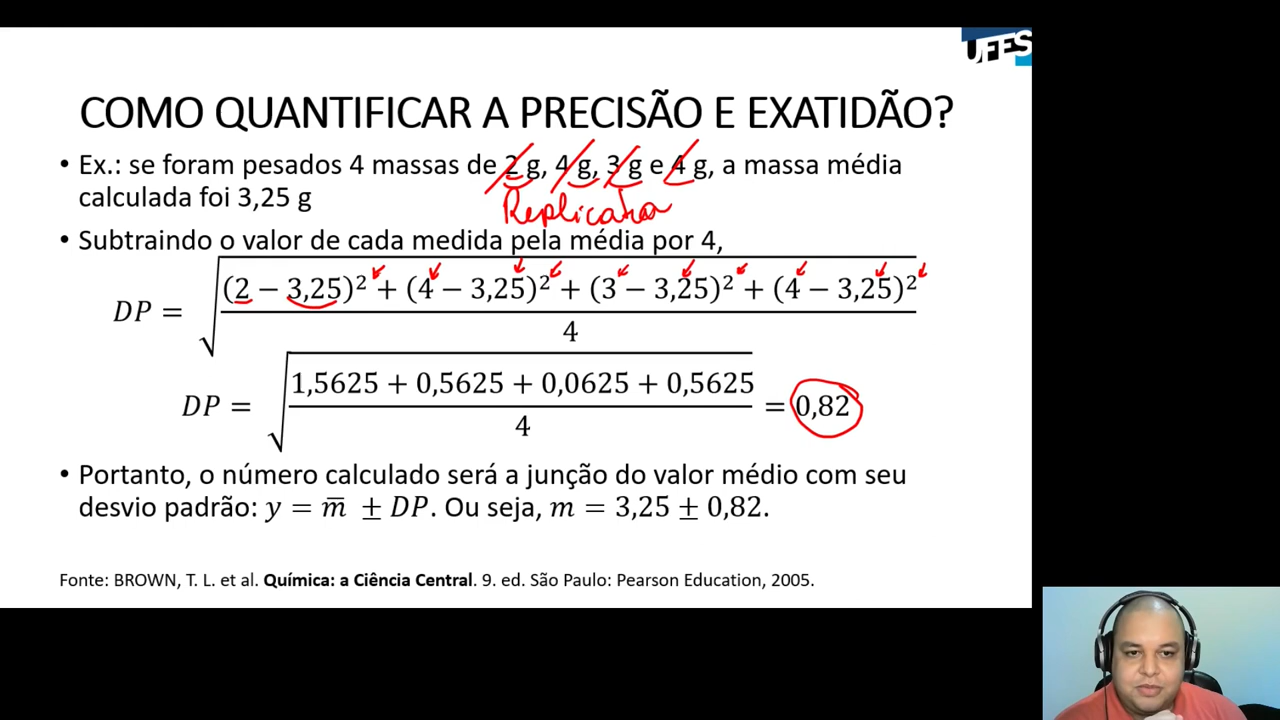 UFES
COMO QUANTIFICAR A PRECISÃO E EXATIDÃO?
• Ex.: se foram pesados 4 massas de 2 g, 4 g, 3 g e 4 g, a massa média
calculada foi 3,25 g
Replicata
• Subtraindo o valor de cada medida pela média por 4,
DP = √((2 − 3,25)² + (4 − 3,25)² + (3 − 3,25)² + (4 − 3,25)² / 4)
DP = √(1,5625 + 0,5625 + 0,0625 + 0,5625 / 4) = 0,82
• Portanto, o número calculado será a junção do valor médio com seu
desvio padrão: y = m̅ ± DP. Ou seja, m = 3,25 ± 0,82.
Fonte: BROWN, T. L. et al. Química: a Ciência Central. 9. ed. São Paulo: Pearson Education, 2005.